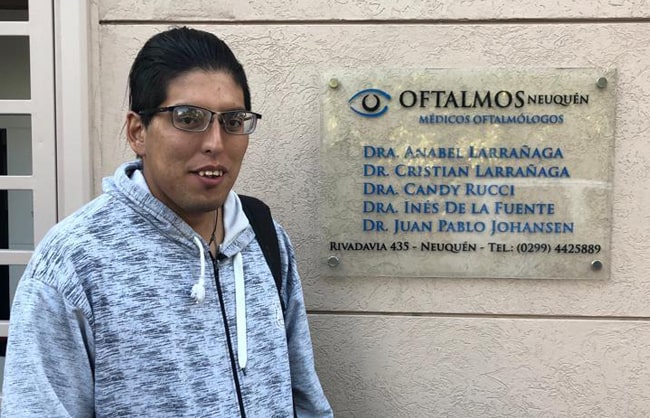 OFTALMOS NEUQUÉN
MÉDICOS OFTALMÓLOGOS
DRA. ANABEL LARRAÑAGA
DR. CRISTIAN LARRAÑAGA
DRA. CANDY RUCCI
DRA. INÉS DE LA FUENTE
DR. JUAN PABLO JOHANSEN
RIVADAVIA 435 - NEUQUÉN - TEL.: (0299) 4425889